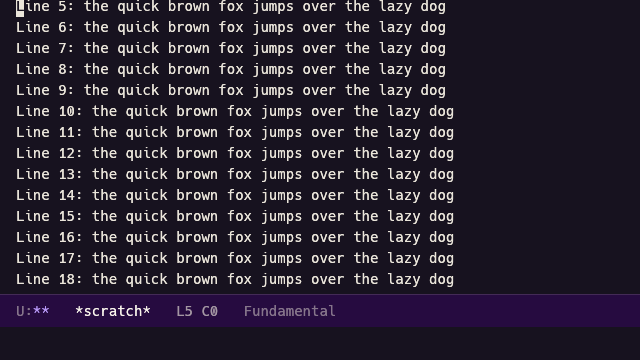 Line 5: the quick brown fox jumps over the lazy dog
Line 6: the quick brown fox jumps over the lazy dog
Line 7: the quick brown fox jumps over the lazy dog
Line 8: the quick brown fox jumps over the lazy dog
Line 9: the quick brown fox jumps over the lazy dog
Line 10: the quick brown fox jumps over the lazy dog
Line 11: the quick brown fox jumps over the lazy dog
Line 12: the quick brown fox jumps over the lazy dog
Line 13: the quick brown fox jumps over the lazy dog
Line 14: the quick brown fox jumps over the lazy dog
Line 15: the quick brown fox jumps over the lazy dog
Line 16: the quick brown fox jumps over the lazy dog
Line 17: the quick brown fox jumps over the lazy dog
Line 18: the quick brown fox jumps over the lazy dog
U:** *scratch* L5 C0 Fundamental